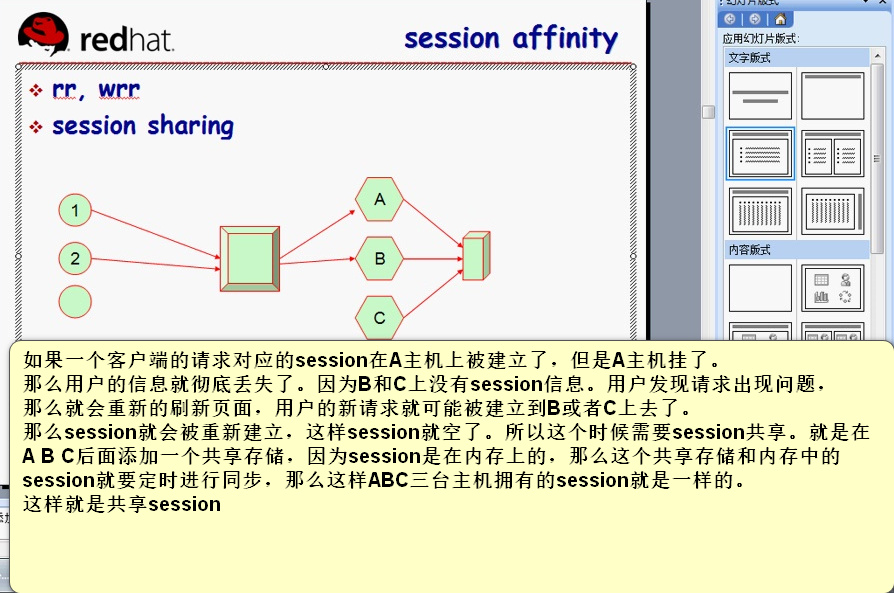 幻灯片版式
redhat.
session affinity
应用幻灯片版式:
文字版式
rr, wrr
session sharing
1
2
A
B
C
内容版式
如果一个客户端的请求对应的session在A主机上被建立了，但是A主机挂了。
那么用户的信息就彻底丢失了。因为B和C上没有session信息。用户发现请求出现问题，
那么就会重新的刷新页面，用户的新请求就可能被建立到B或者C上去了。
那么session就会被重新建立，这样session就空了。所以这个时候需要session共享。就是在
A B C后面添加一个共享存储，因为session是在内存上的，那么这个共享存储和内存中的
session就要定时进行同步，那么这样ABC三台主机拥有的session就是一样的。
这样就是共享session